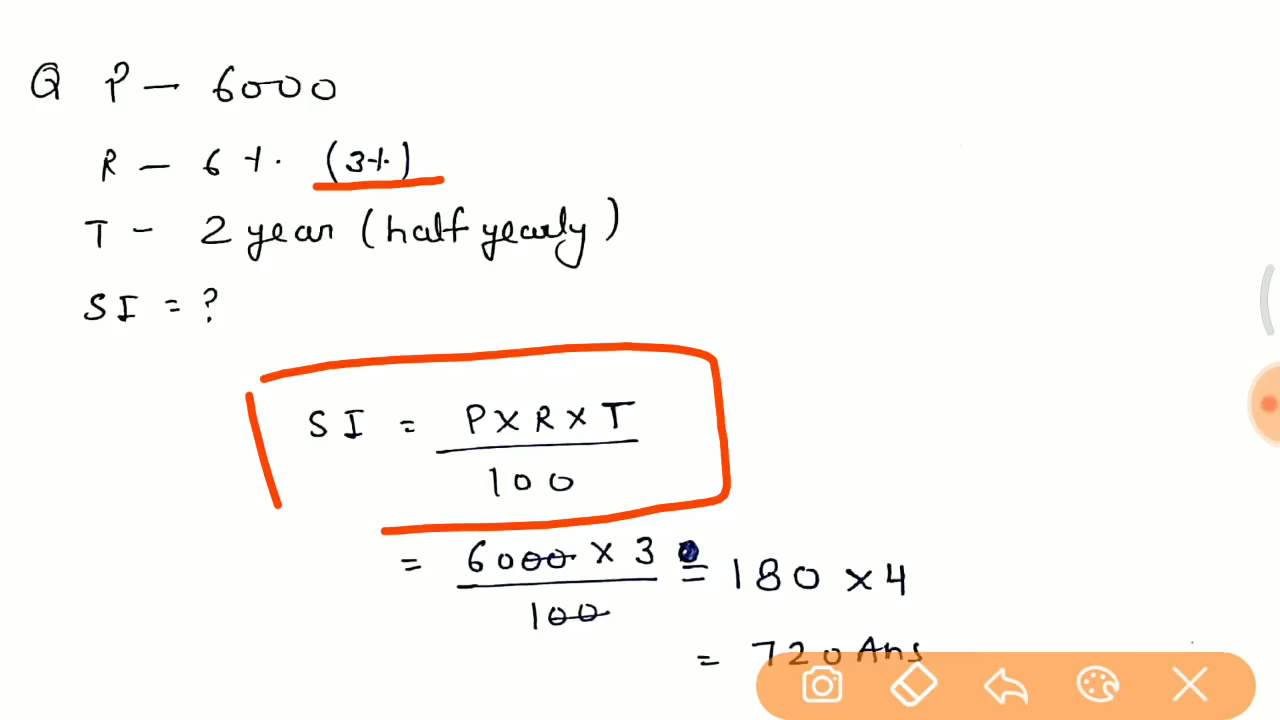 Q P — 6000
R — 6 %. (3%)
T - 2 year (half yearly)
SI = ?
SI = P X R X T
100
= 6000 X 3 = 180 X 4
100
= 720 Ans